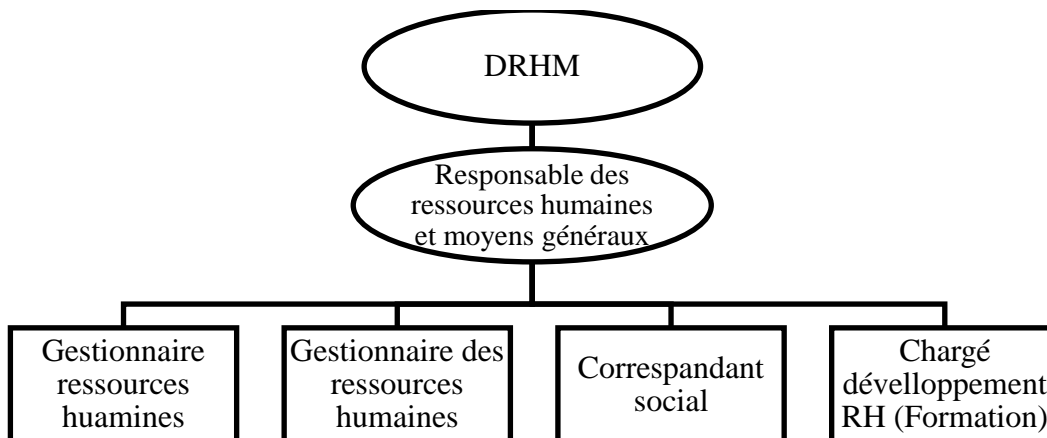 DRHM
Responsable des
ressources humaines
et moyens généraux
Gestionnaire
ressources
huamines
Gestionnaire des
ressources
humaines
Correspandant
social
Chargé
dévelloppement
RH (Formation)